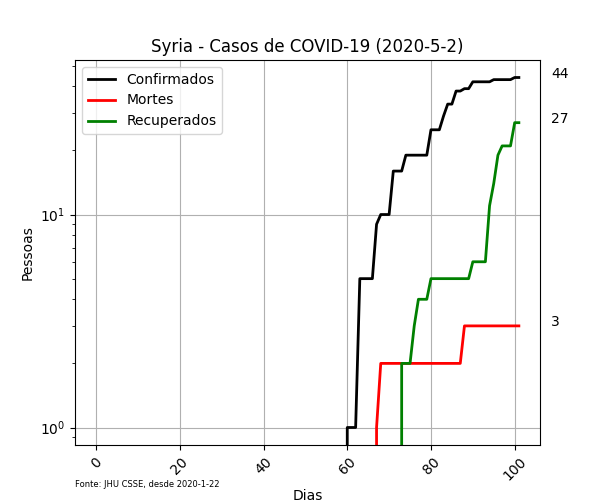 Syria - Casos de COVID-19 (2020-5-2)
Confirmados
Mortes
Recuperados
44
27
3
10¹
10⁰
Pessoas
0 20 40 60 80 100
Fonte: JHU CSSE, desde 2020-1-22
Dias